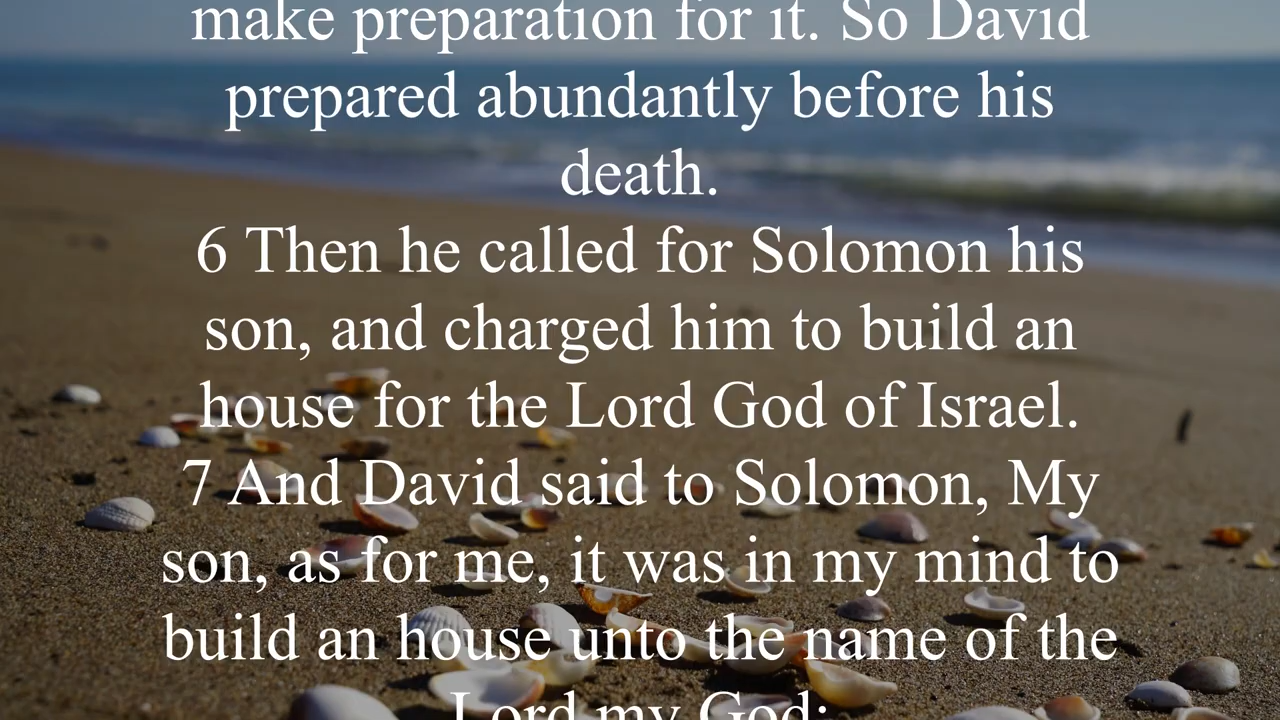 make preparation for it. So David
prepared abundantly before his
death.
6 Then he called for Solomon his
son, and charged him to build an
house for the Lord God of Israel.
7 And David said to Solomon, My
son, as for me, it was in my mind to
build an house unto the name of the
Lord my God: